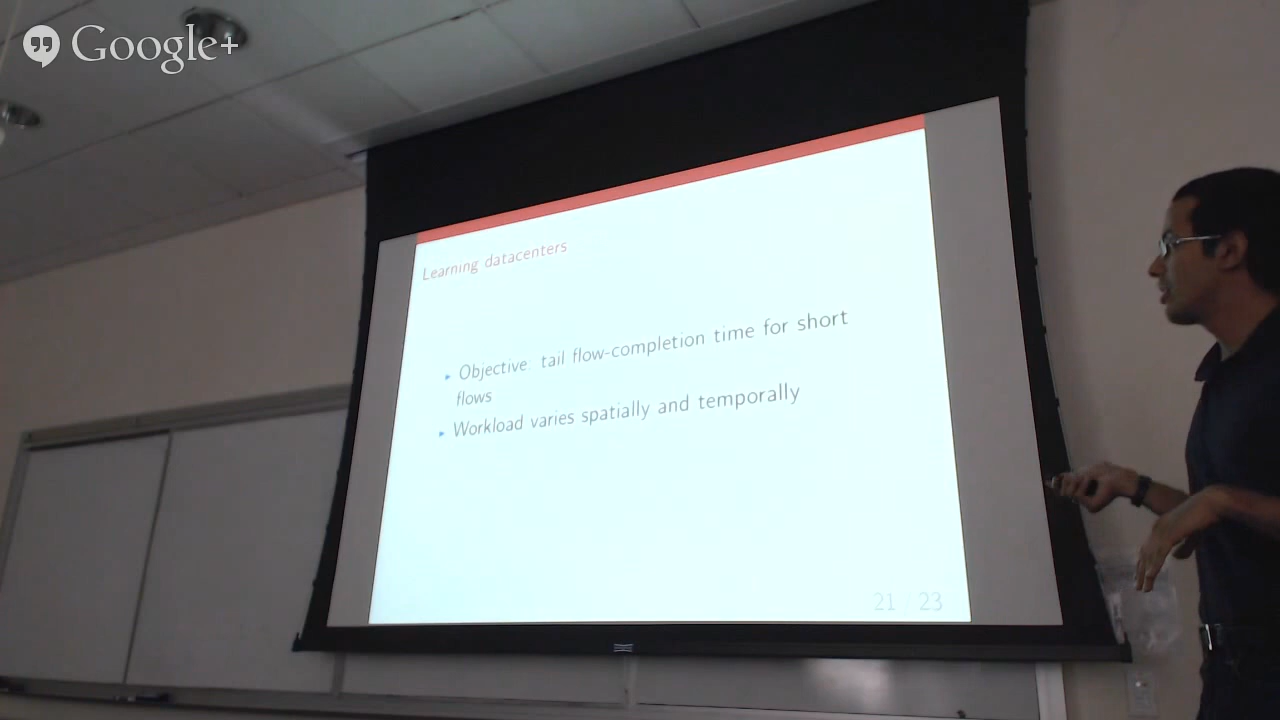 Google+
Learning datacenters
Objective: tail flow-completion time for short
flows
Workload varies spatially and temporally
21 / 23